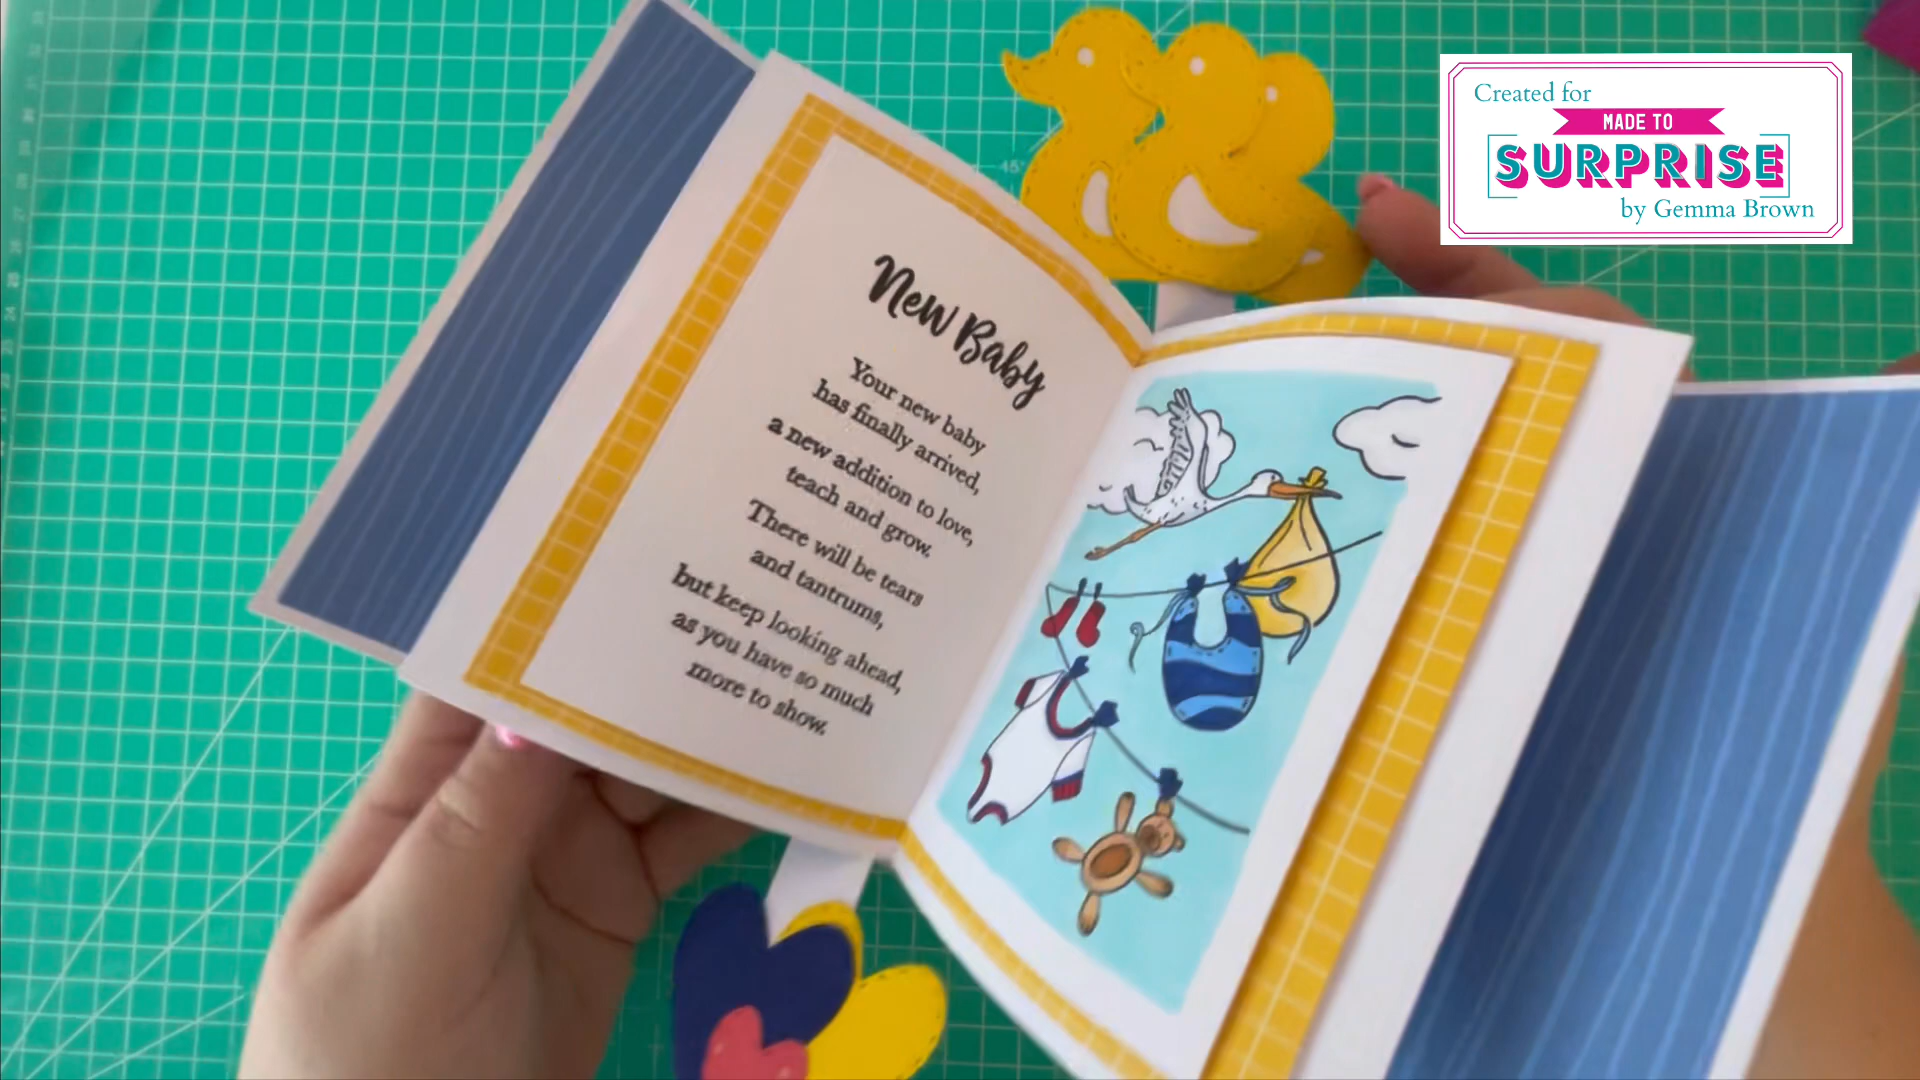 New Baby
Your new baby
has finally arrived,
a new addition to love,
teach and grow.
There will be tears
and tantrums,
but keep looking ahead,
as you have so much
more to show.
Created for
MADE TO
SURPRISE
by Gemma Brown
45°